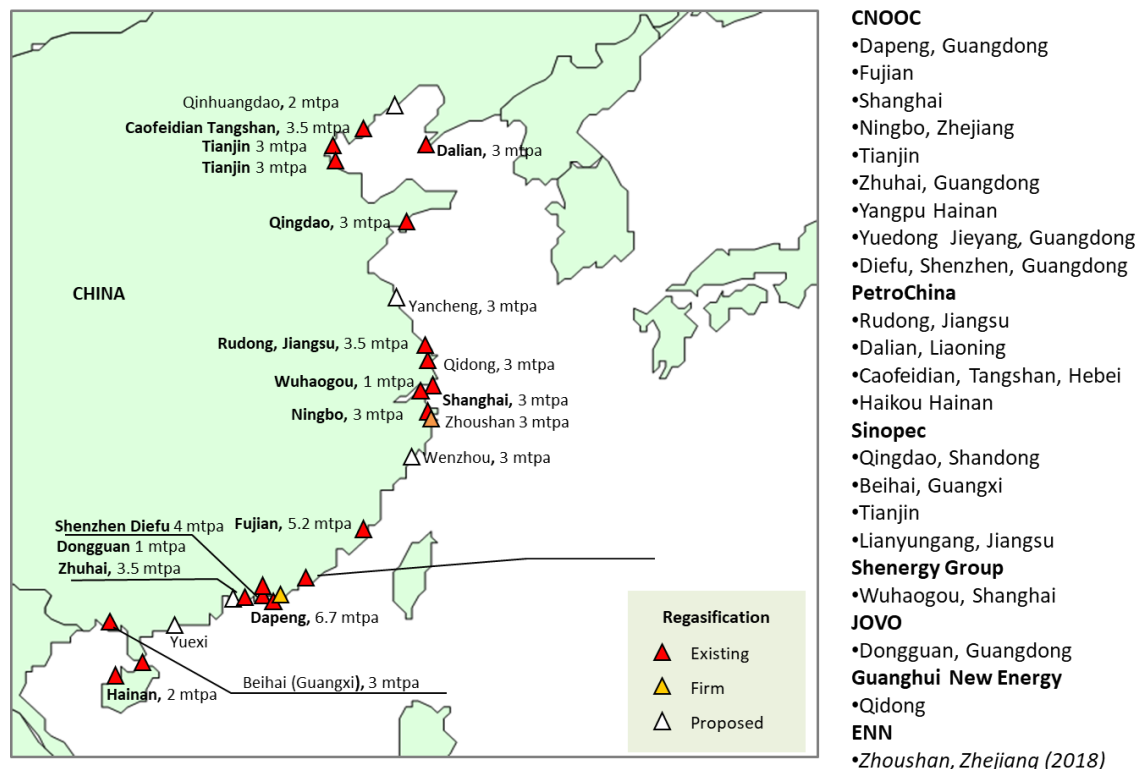 Qinhuangdao, 2 mtpa
Caofeidian Tangshan, 3.5 mtpa
Tianjin 3 mtpa
Tianjin 3 mtpa
Dalian, 3 mtpa
Qingdao, 3 mtpa
CHINA
Yancheng, 3 mtpa
Rudong, Jiangsu, 3.5 mtpa
Qidong, 3 mtpa
Wuhaogou, 1 mtpa
Shanghai, 3 mtpa
Ningbo, 3 mtpa
Zhoushan 3 mtpa
Wenzhou, 3 mtpa
Shenzhen Diefu 4 mtpa
Fujian, 5.2 mtpa
Dongguan 1 mtpa
Zhuhai, 3.5 mtpa
Dapeng, 6.7 mtpa
Yuexi
Beihai (Guangxi), 3 mtpa
Hainan, 2 mtpa
Regasification
Existing
Firm
Proposed
CNOOC
•Dapeng, Guangdong
•Fujian
•Shanghai
•Ningbo, Zhejiang
•Tianjin
•Zhuhai, Guangdong
•Yangpu Hainan
•Yuedong Jieyang, Guangdong
•Diefu, Shenzhen, Guangdong
PetroChina
•Rudong, Jiangsu
•Dalian, Liaoning
•Caofeidian, Tangshan, Hebei
•Haikou Hainan
Sinopec
•Qingdao, Shandong
•Beihai, Guangxi
•Tianjin
•Lianyungang, Jiangsu
Shenergy Group
•Wuhaogou, Shanghai
JOVO
•Dongguan, Guangdong
Guanghui New Energy
•Qidong
ENN
•Zhoushan, Zhejiang (2018)